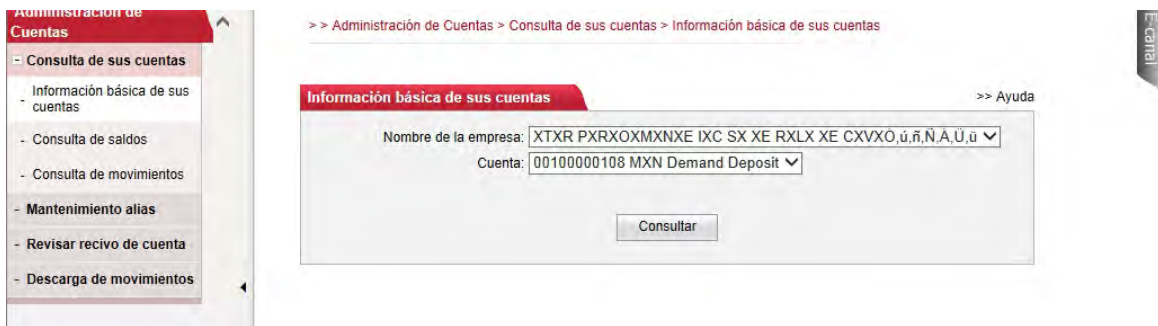 Administración de
Cuentas
- Consulta de sus cuentas
- Información básica de sus
cuentas
- Consulta de saldos
- Consulta de movimientos
- Mantenimiento alias
- Revisar recivo de cuenta
- Descarga de movimientos
> > Administración de Cuentas > Consulta de sus cuentas > Información básica de sus cuentas
Información básica de sus cuentas
>> Ayuda
Nombre de la empresa: XTXR PXRXOXMXNXE IXC SX XE RXLX XE CXVXO,ú,ñ,Ñ,A,Ü,ü
Cuenta: 00100000108 MXN Demand Deposit
Consultar
E-canal